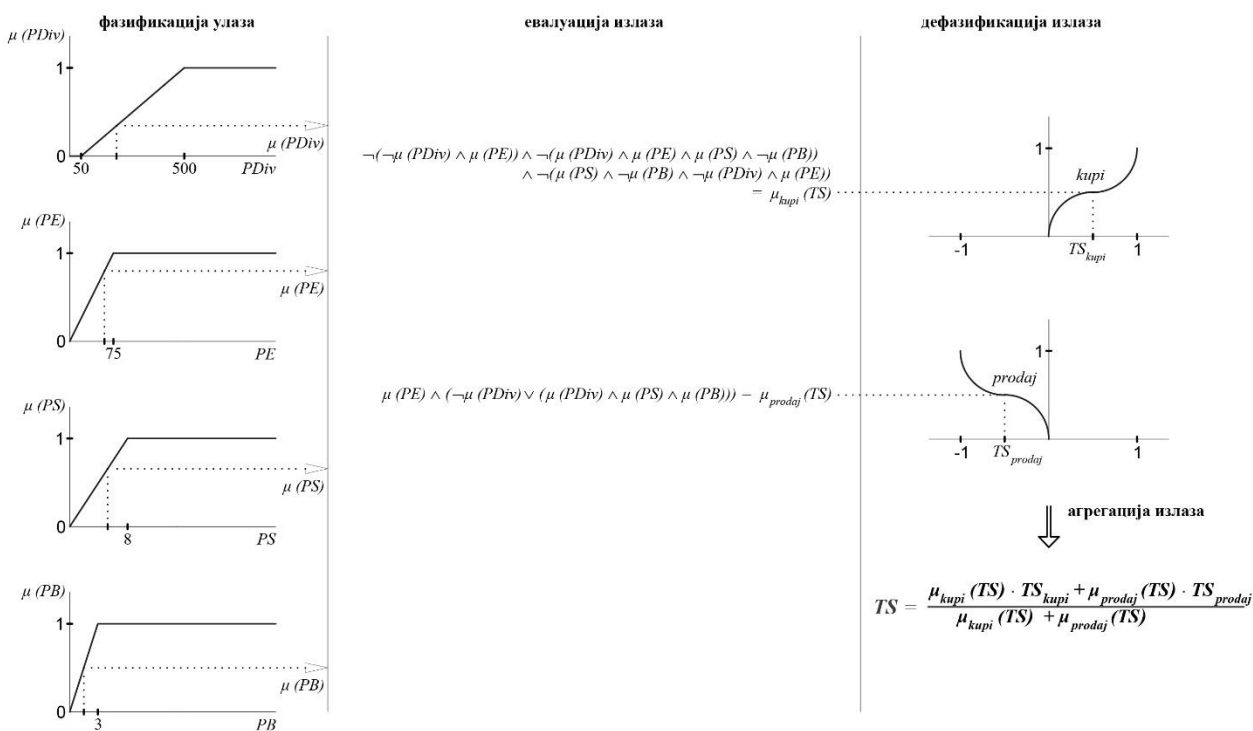 фазификација улаза
μ (PDiv)
1
μ (PDiv)
0
50
500
PDiv
μ (PE)
1
μ (PE)
0
75
PE
μ (PS)
1
μ (PS)
0
8
PS
μ (PB)
1
μ (PB)
0
3
PB
евалуација излаза
¬(¬μ (PDiv) ∧ μ (PE)) ∧ ¬(μ (PDiv) ∧ μ (PE) ∧ μ (PS) ∧ ¬μ (PB))
∧ ¬(μ (PS) ∧ ¬μ (PB) ∧ ¬μ (PDiv) ∧ μ (PE))
= μkupi (TS)
μ (PE) ∧ (¬μ (PDiv) ∨ (μ (PDiv) ∧ μ (PS) ∧ μ (PB))) = μprodaj (TS)
дефазификација излаза
1
kupi
-1
TSkupi
1
1
prodaj
-1
TSprodaj
1
агрегација излаза
TS = μkupi (TS) · TSkupi + μprodaj (TS) · TSprodaj
μkupi (TS) + μprodaj (TS)